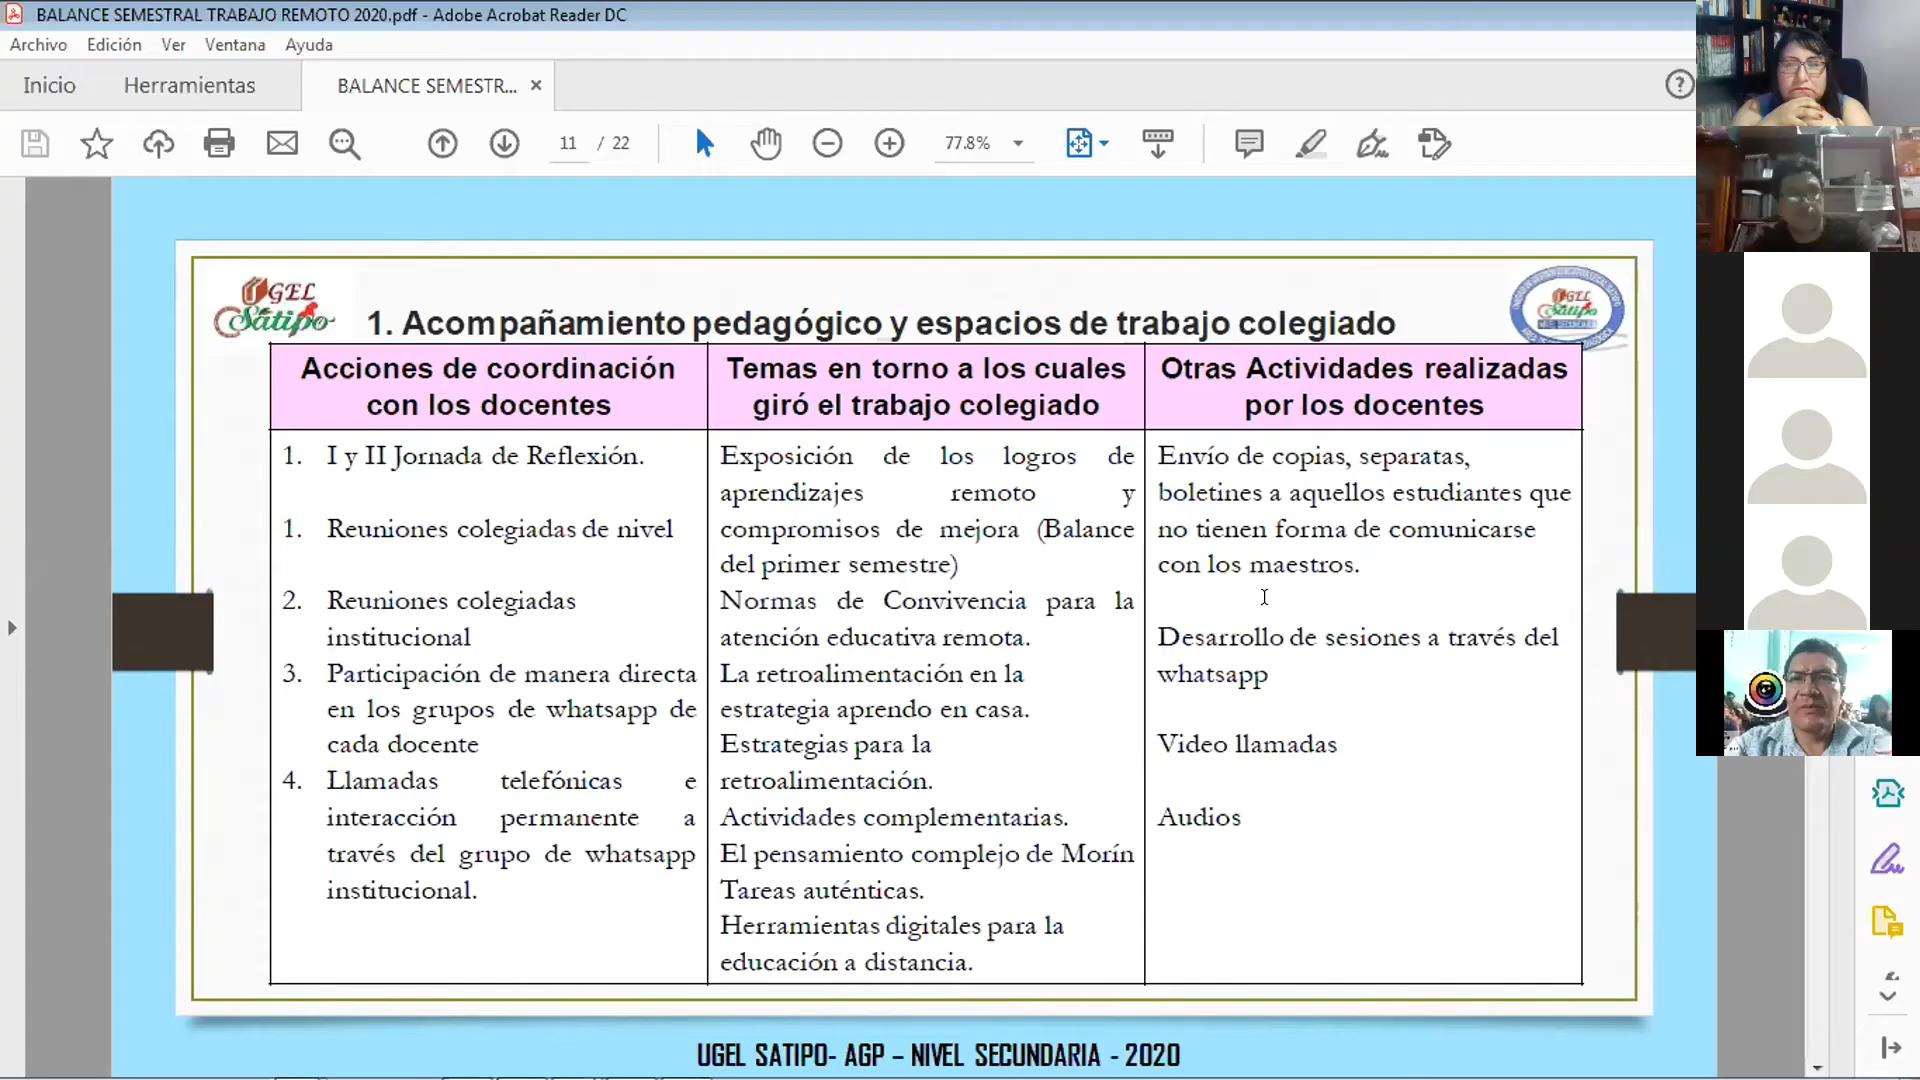 BALANCE SEMESTRAL TRABAJO REMOTO 2020.pdf - Adobe Acrobat Reader DC
Archivo Edición Ver Ventana Ayuda
Inicio Herramientas BALANCE SEMESTR... ×
11 / 22 77.8%
UGEL
Satipo
1. Acompañamiento pedagógico y espacios de trabajo colegiado
UGEL
Satipo
Acciones de coordinación
con los docentes
Temas en torno a los cuales
giró el trabajo colegiado
Otras Actividades realizadas
por los docentes
1. I y II Jornada de Reflexión.
1. Reuniones colegiadas de nivel
2. Reuniones colegiadas
institucional
3. Participación de manera directa
en los grupos de whatsapp de
cada docente
4. Llamadas telefónicas e
interacción permanente a
través del grupo de whatsapp
institucional.
Exposición de los logros de
aprendizajes remoto y
compromisos de mejora (Balance
del primer semestre)
Normas de Convivencia para la
atención educativa remota.
La retroalimentación en la
estrategia aprendo en casa.
Estrategias para la
retroalimentación.
Actividades complementarias.
El pensamiento complejo de Morín
Tareas auténticas.
Herramientas digitales para la
educación a distancia.
Envío de copias, separatas,
boletines a aquellos estudiantes que
no tienen forma de comunicarse
con los maestros.
Desarrollo de sesiones a través del
whatsapp
Video llamadas
Audios
UGEL SATIPO- AGP – NIVEL SECUNDARIA - 2020